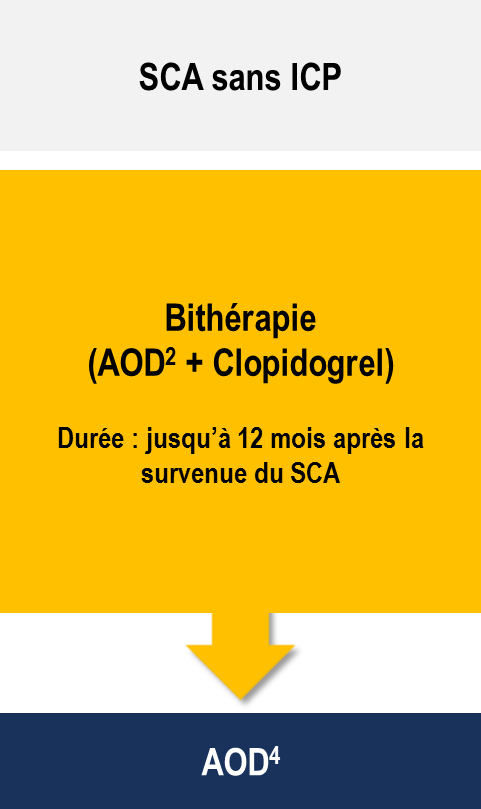 SCA sans ICP
Bithérapie
(AOD² + Clopidogrel)
Durée : jusqu’à 12 mois après la
survenue du SCA
AOD⁴